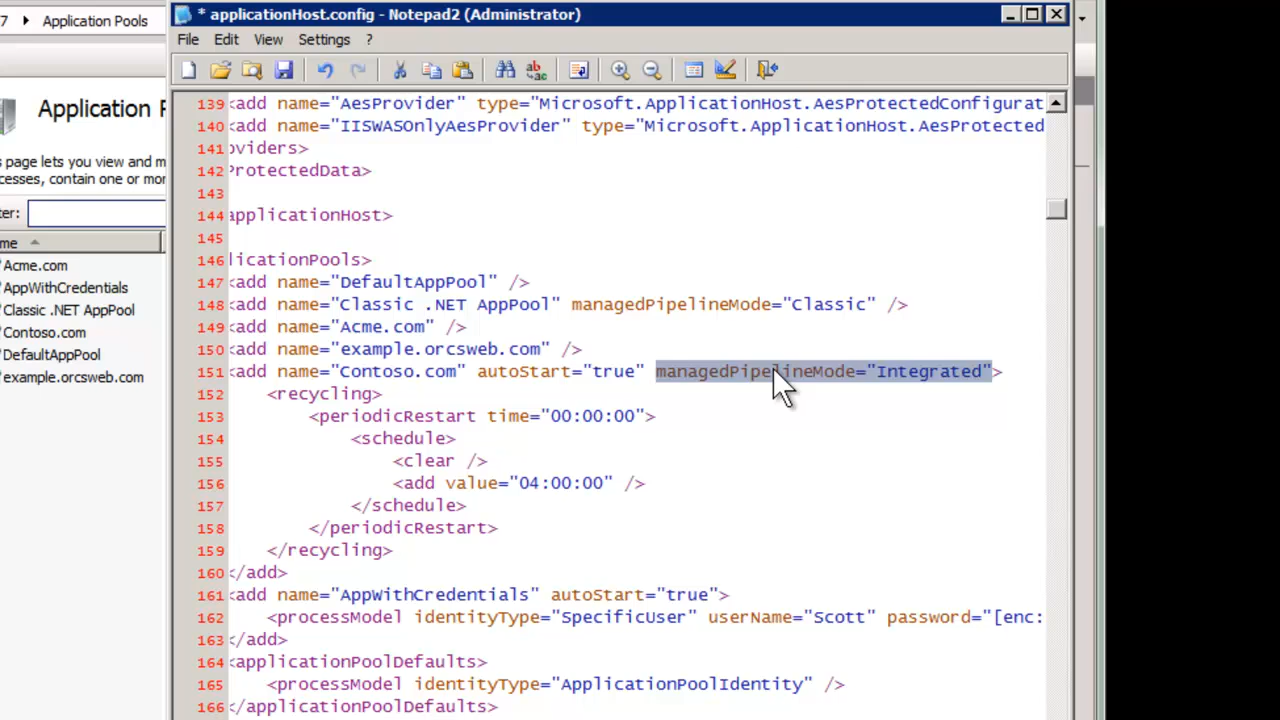 7 Application Pools
Application P
s page lets you view and m
cesses, contain one or mor
ter:
me
Acme.com
AppWithCredentials
Classic .NET AppPool
Contoso.com
DefaultAppPool
example.orcsweb.com
* applicationHost.config - Notepad2 (Administrator)
File Edit View Settings ?
139 <add name="AesProvider" type="Microsoft.ApplicationHost.AesProtectedConfigurat
140 <add name="IISWASOnlyAesProvider" type="Microsoft.ApplicationHost.AesProtected
141 oviders>
142 ProtectedData>
143
144 applicationHost>
145
146 licationPools>
147 <add name="DefaultAppPool" />
148 <add name="Classic .NET AppPool" managedPipelineMode="Classic" />
149 <add name="Acme.com" />
150 <add name="example.orcsweb.com" />
151 <add name="Contoso.com" autoStart="true" managedPipelineMode="Integrated">
152 <recycling>
153 <periodicRestart time="00:00:00">
154 <schedule>
155 <clear />
156 <add value="04:00:00" />
157 </schedule>
158 </periodicRestart>
159 </recycling>
160 </add>
161 <add name="AppWithCredentials" autoStart="true">
162 <processModel identityType="SpecificUser" userName="Scott" password="[enc:
163 </add>
164 <applicationPoolDefaults>
165 <processModel identityType="ApplicationPoolIdentity" />
166 </applicationPoolDefaults>